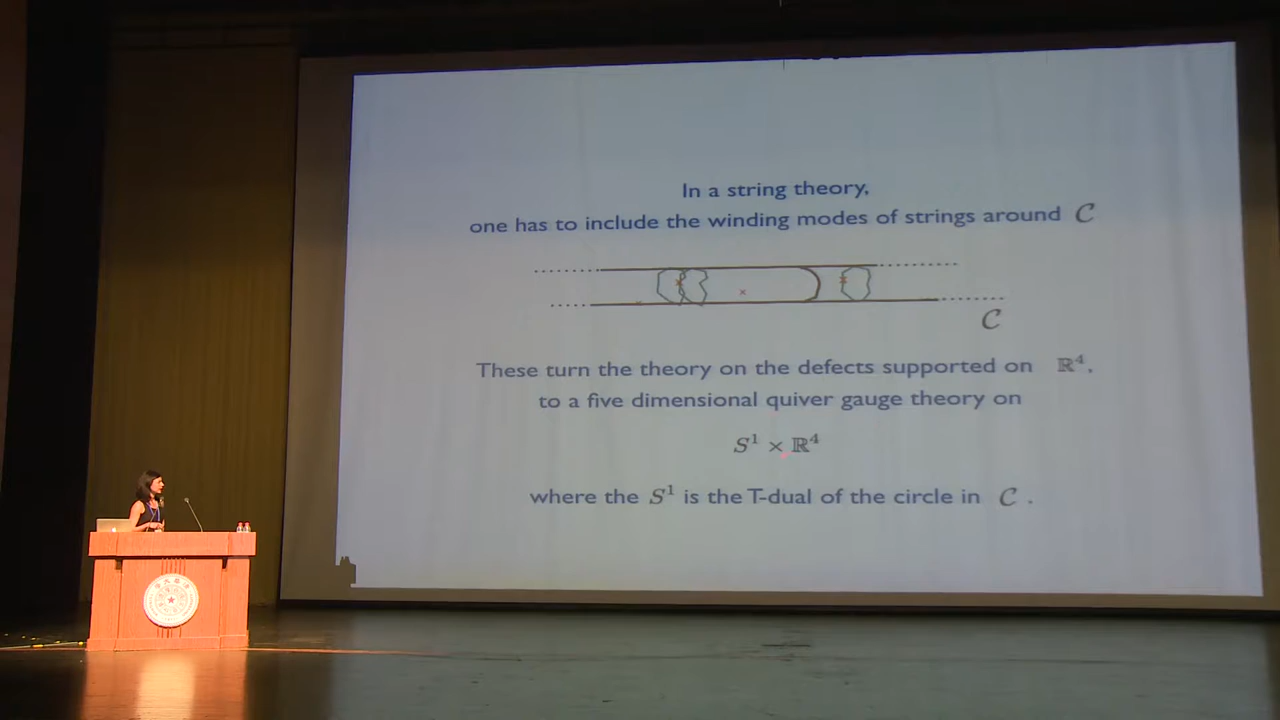 In a string theory,
one has to include the winding modes of strings around 𝒞
𝒞
These turn the theory on the defects supported on ℝ⁴,
to a five dimensional quiver gauge theory on
S¹ × ℝ⁴
where the S¹ is the T-dual of the circle in 𝒞 .